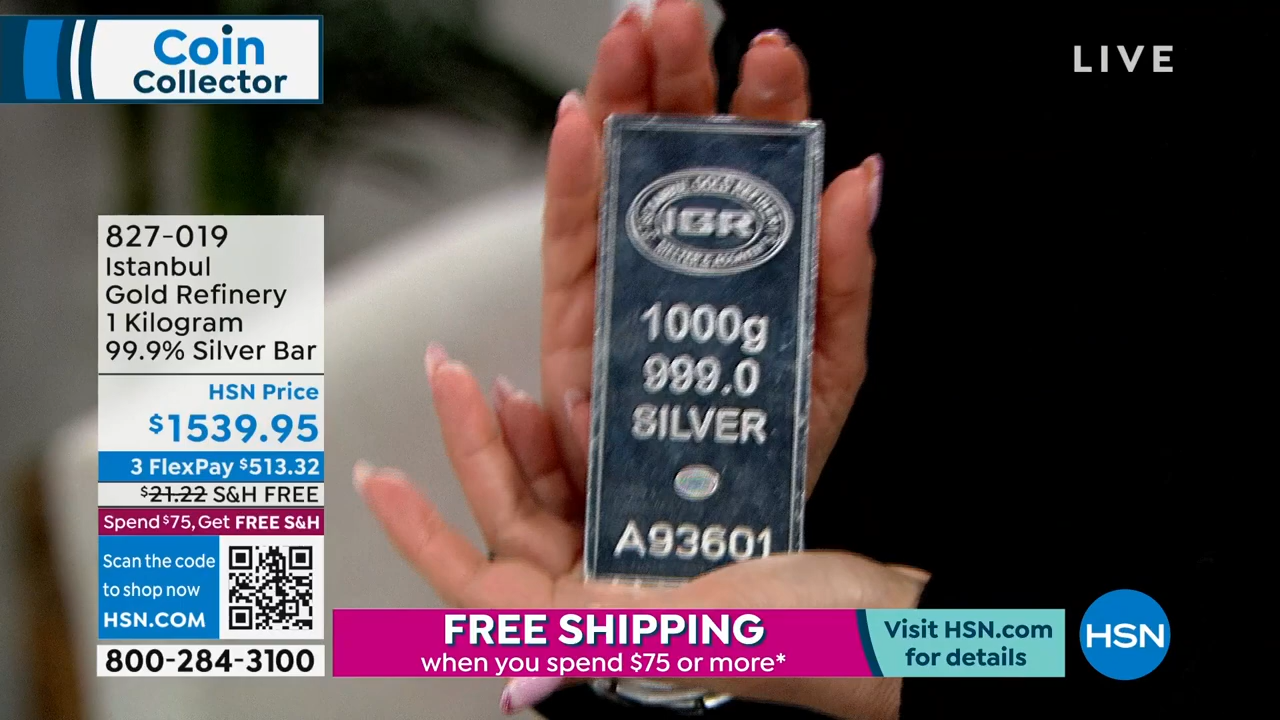 Coin
Collector
LIVE
827-019
Istanbul
Gold Refinery
1 Kilogram
99.9% Silver Bar
HSN Price
$1539.95
3 FlexPay $513.32
$21.22 S&H FREE
Spend $75, Get FREE S&H
Scan the code
to shop now
HSN.COM
800-284-3100
IGR
1000g
999.0
SILVER
A93601
FREE SHIPPING
when you spend $75 or more*
Visit HSN.com
for details
HSN